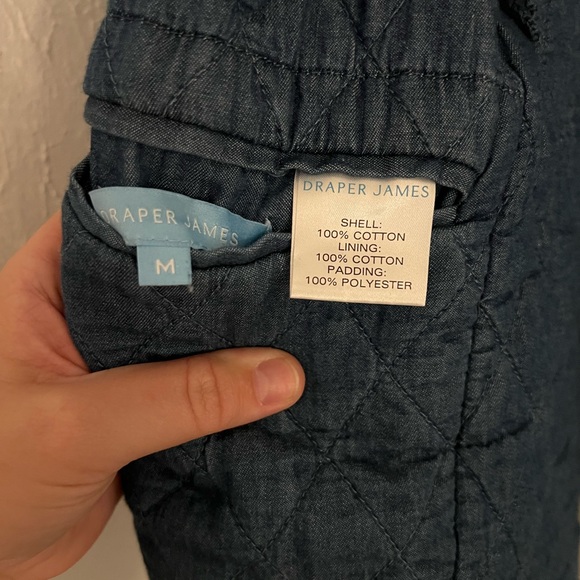 DRAPER JAMES
M
DRAPER JAMES
SHELL:
100% COTTON
LINING:
100% COTTON
PADDING:
100% POLYESTER